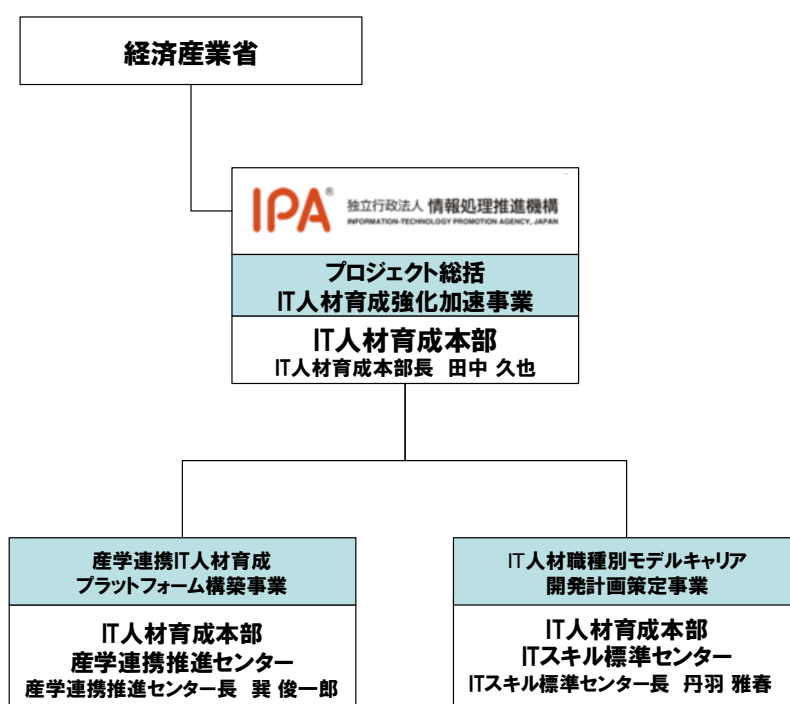 経済産業省
IPA®
独立行政法人 情報処理推進機構
INFORMATION-TECHNOLOGY PROMOTION AGENCY, JAPAN
プロジェクト総括
IT人材育成強化加速事業
IT人材育成本部
IT人材育成本部長 田中 久也
産学連携IT人材育成
プラットフォーム構築事業
IT人材育成本部
産学連携推進センター
産学連携推進センター長 巽 俊一郎
IT人材職種別モデルキャリア
開発計画策定事業
IT人材育成本部
ITスキル標準センター
ITスキル標準センター長 丹羽 雅春